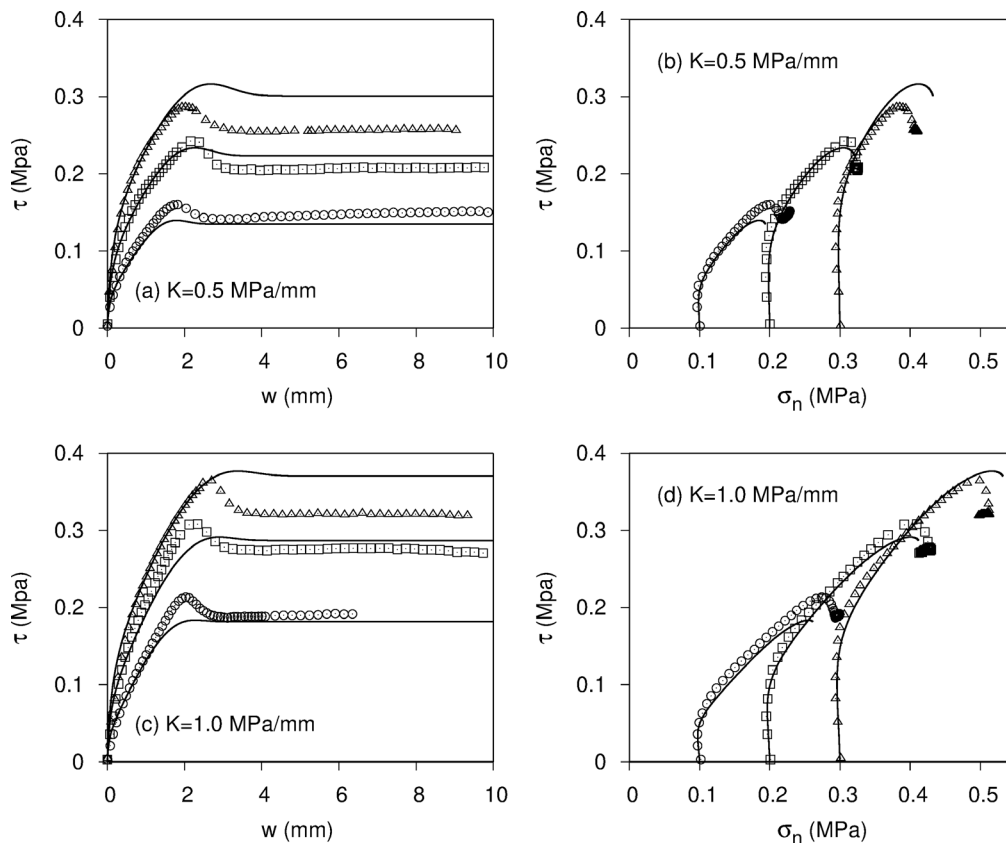 0.4
0.3
0.2
0.1
0
τ (Mpa)
(a) K=0.5 MPa/mm
0 2 4 6 8 10
w (mm)
0.4
0.3
0.2
0.1
0
τ (Mpa)
(b) K=0.5 MPa/mm
0 0.1 0.2 0.3 0.4 0.5
σn (MPa)
0.4
0.3
0.2
0.1
0
τ (Mpa)
(c) K=1.0 MPa/mm
0 2 4 6 8 10
w (mm)
0.4
0.3
0.2
0.1
0
τ (Mpa)
(d) K=1.0 MPa/mm
0 0.1 0.2 0.3 0.4 0.5
σn (MPa)